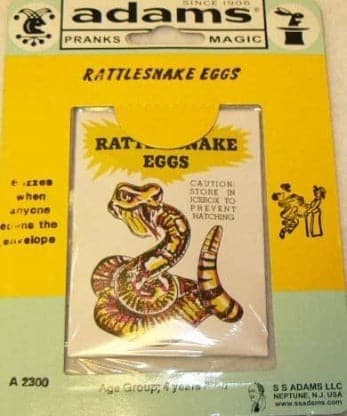 SINCE 1906
adams®
PRANKS
MAGIC
RATTLESNAKE EGGS
RATTLESNAKE
EGGS
CAUTION:
STORE IN
ICEBOX TO
PREVENT
HATCHING
when
anyone
opens the
envelope
A 2300
Age Group; 4 years
S S ADAMS LLC
NEPTUNE, N.J. USA
www.ssadams.com